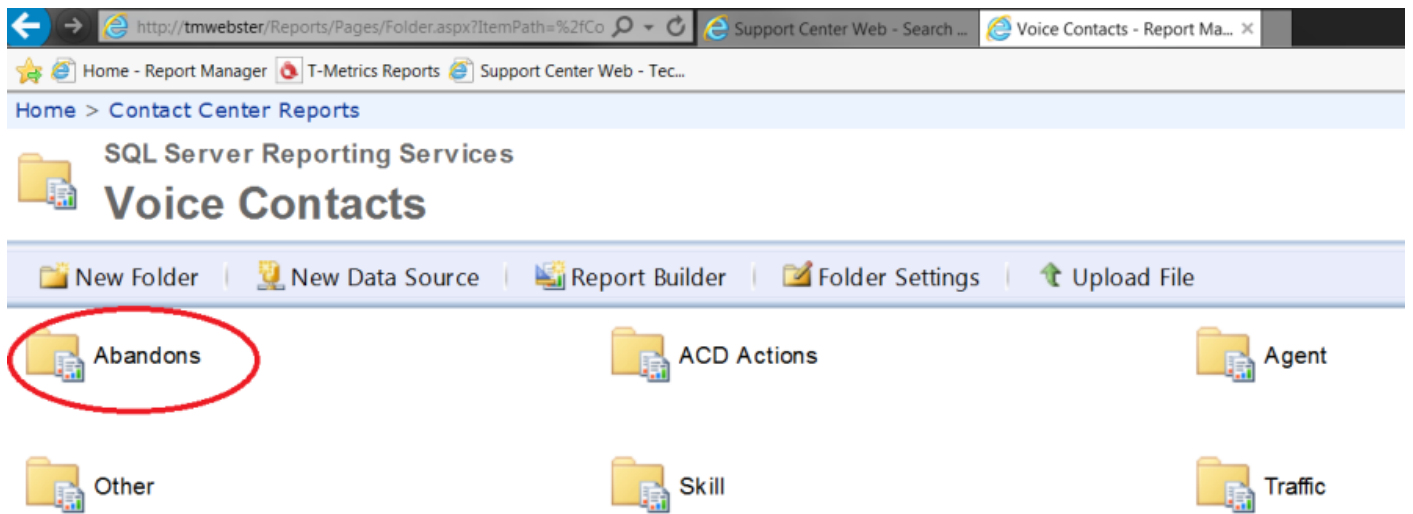 http://tmwebster/Reports/Pages/Folder.aspx?ItemPath=%2fCo Support Center Web - Search ... Voice Contacts - Report Ma... ×
Home - Report Manager T-Metrics Reports Support Center Web - Tec...
Home > Contact Center Reports
SQL Server Reporting Services
Voice Contacts
New Folder New Data Source Report Builder Folder Settings Upload File
Abandons ACD Actions Agent
Other Skill Traffic